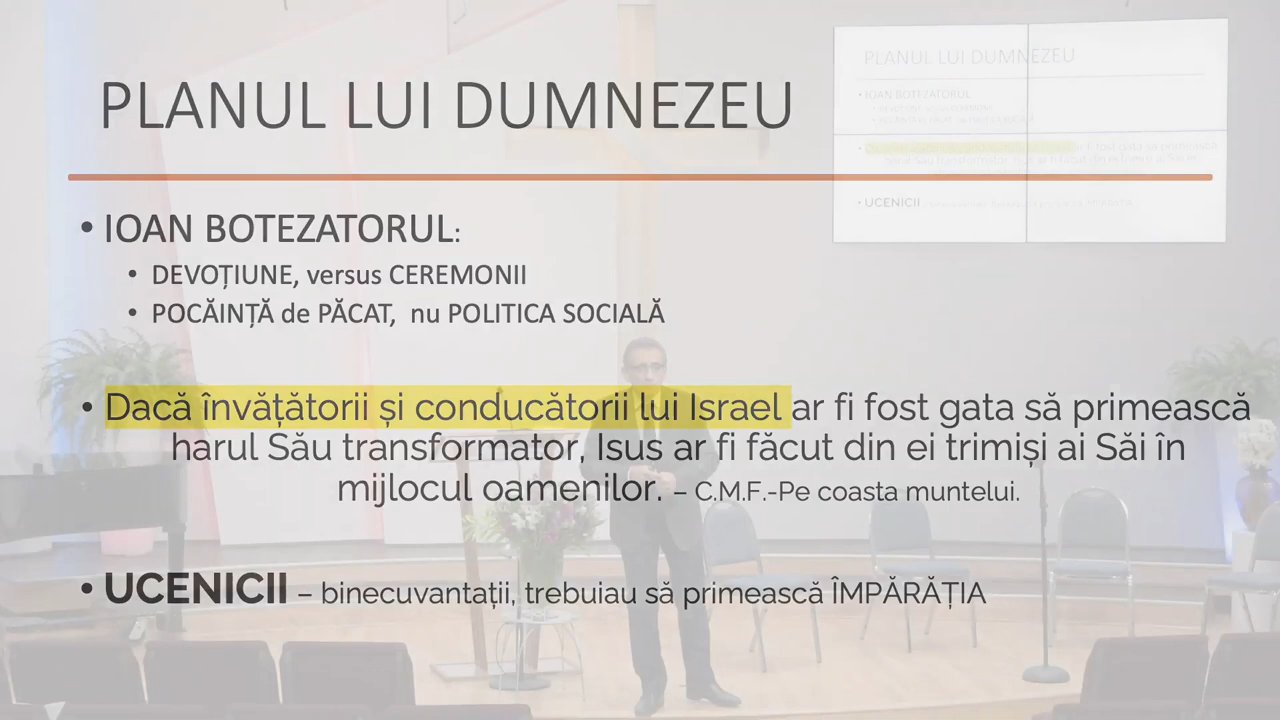 PLANUL LUI DUMNEZEU
• IOAN BOTEZATORUL:
• DEVOȚIUNE, versus CEREMONII
• POCĂINȚĂ de PĂCAT, nu POLITICA SOCIALĂ
• Dacă învățătorii și conducătorii lui Israel ar fi fost gata să primească
harul Său transformator, Isus ar fi făcut din ei trimiși ai Săi în
mijlocul oamenilor. – C.M.F.-Pe coasta muntelui.
• UCENICII – binecuvantații, trebuiau să primească ÎMPĂRĂȚIA
PLANUL LUI DUMNEZEU
• IOAN BOTEZATORUL
• UCENICII